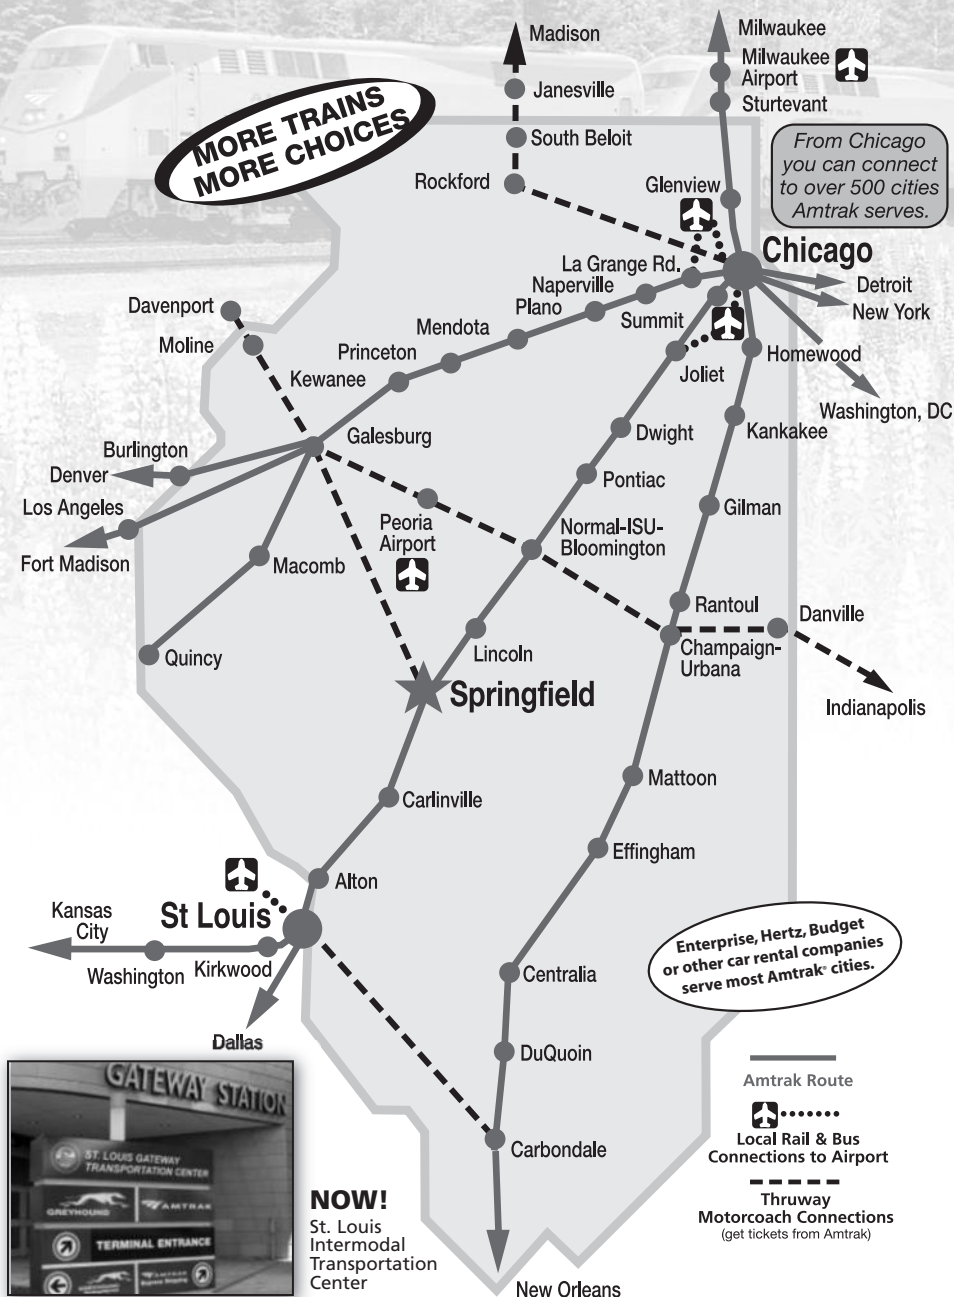 MORE TRAINS
MORE CHOICES
Madison
Janesville
South Beloit
Rockford
Milwaukee
Milwaukee
Airport
Sturtevant
From Chicago
you can connect
to over 500 cities
Amtrak serves.
Glenview
Chicago
La Grange Rd.
Naperville
Plano
Mendota
Princeton
Kewanee
Summit
Joliet
Detroit
New York
Homewood
Washington, DC
Davenport
Moline
Galesburg
Burlington
Denver
Los Angeles
Fort Madison
Dwight
Kankakee
Pontiac
Gilman
Peoria
Airport
Normal-ISU-
Bloomington
Macomb
Quincy
Rantoul
Champaign-
Urbana
Danville
Indianapolis
Lincoln
Springfield
Mattoon
Carlinville
Effingham
Alton
St Louis
Kansas
City
Washington
Kirkwood
Dallas
Enterprise, Hertz, Budget
or other car rental companies
serve most Amtrak® cities.
Centralia
DuQuoin
Carbondale
New Orleans
GATEWAY STATION
ST. LOUIS GATEWAY
TRANSPORTATION CENTER
GREYHOUND
AMTRAK
TERMINAL ENTRANCE
AMTRAK
Express Shipping
NOW!
St. Louis
Intermodal
Transportation
Center
Amtrak Route
Local Rail & Bus
Connections to Airport
Thruway
Motorcoach Connections
(get tickets from Amtrak)